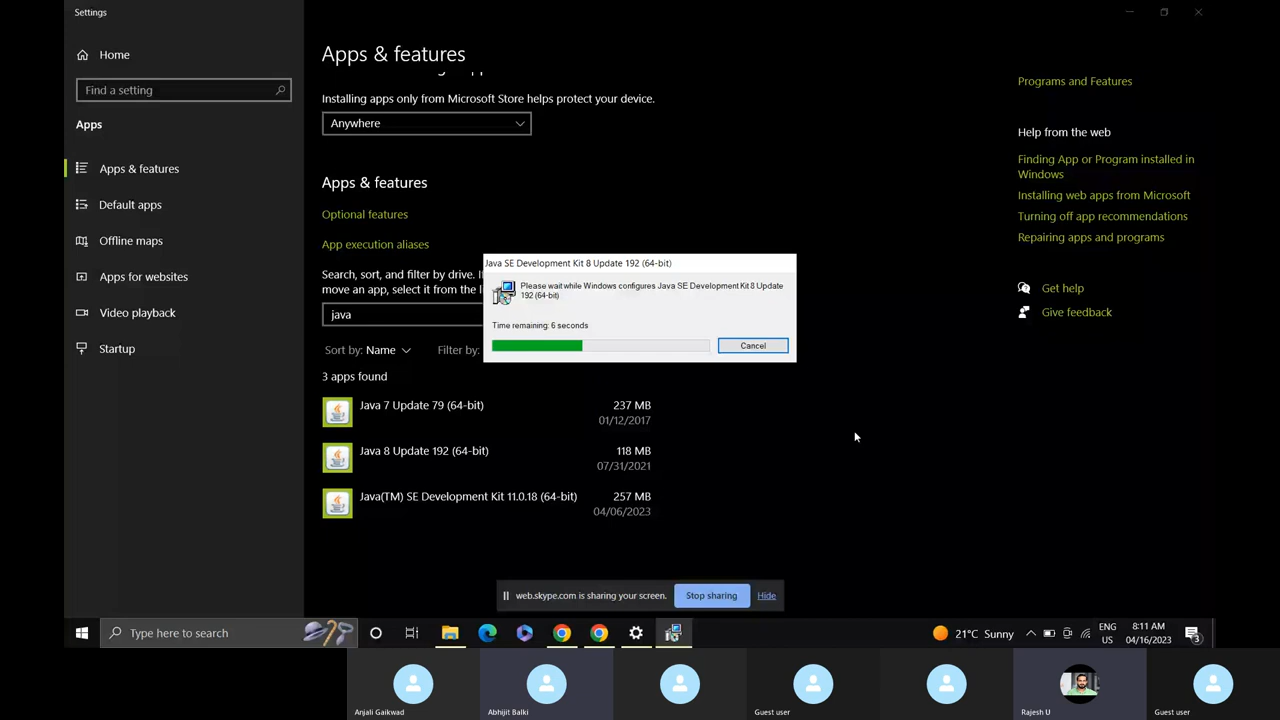 Settings
Home
Find a setting
Apps
Apps & features
Default apps
Offline maps
Apps for websites
Video playback
Startup
Apps & features
Installing apps only from Microsoft Store helps protect your device.
Anywhere
Apps & features
Optional features
App execution aliases
Search, sort, and filter by drive. If
move an app, select it from the l
java
Sort by: Name
Filter by:
3 apps found
Java 7 Update 79 (64-bit)
237 MB
01/12/2017
Java 8 Update 192 (64-bit)
118 MB
07/31/2021
Java(TM) SE Development Kit 11.0.18 (64-bit)
257 MB
04/06/2023
Java SE Development Kit 8 Update 192 (64-bit)
Please wait while Windows configures Java SE Development Kit 8 Update
192 (64-bit)
Time remaining: 6 seconds
Cancel
Programs and Features
Help from the web
Finding App or Program installed in
Windows
Installing web apps from Microsoft
Turning off app recommendations
Repairing apps and programs
Get help
Give feedback
web.skype.com is sharing your screen.
Stop sharing
Hide
Type here to search
21°C Sunny
ENG
US
8:11 AM
04/16/2023
3
Anjali Gaikwad
Abhijit Balki
Guest user
Rajesh U
Guest user